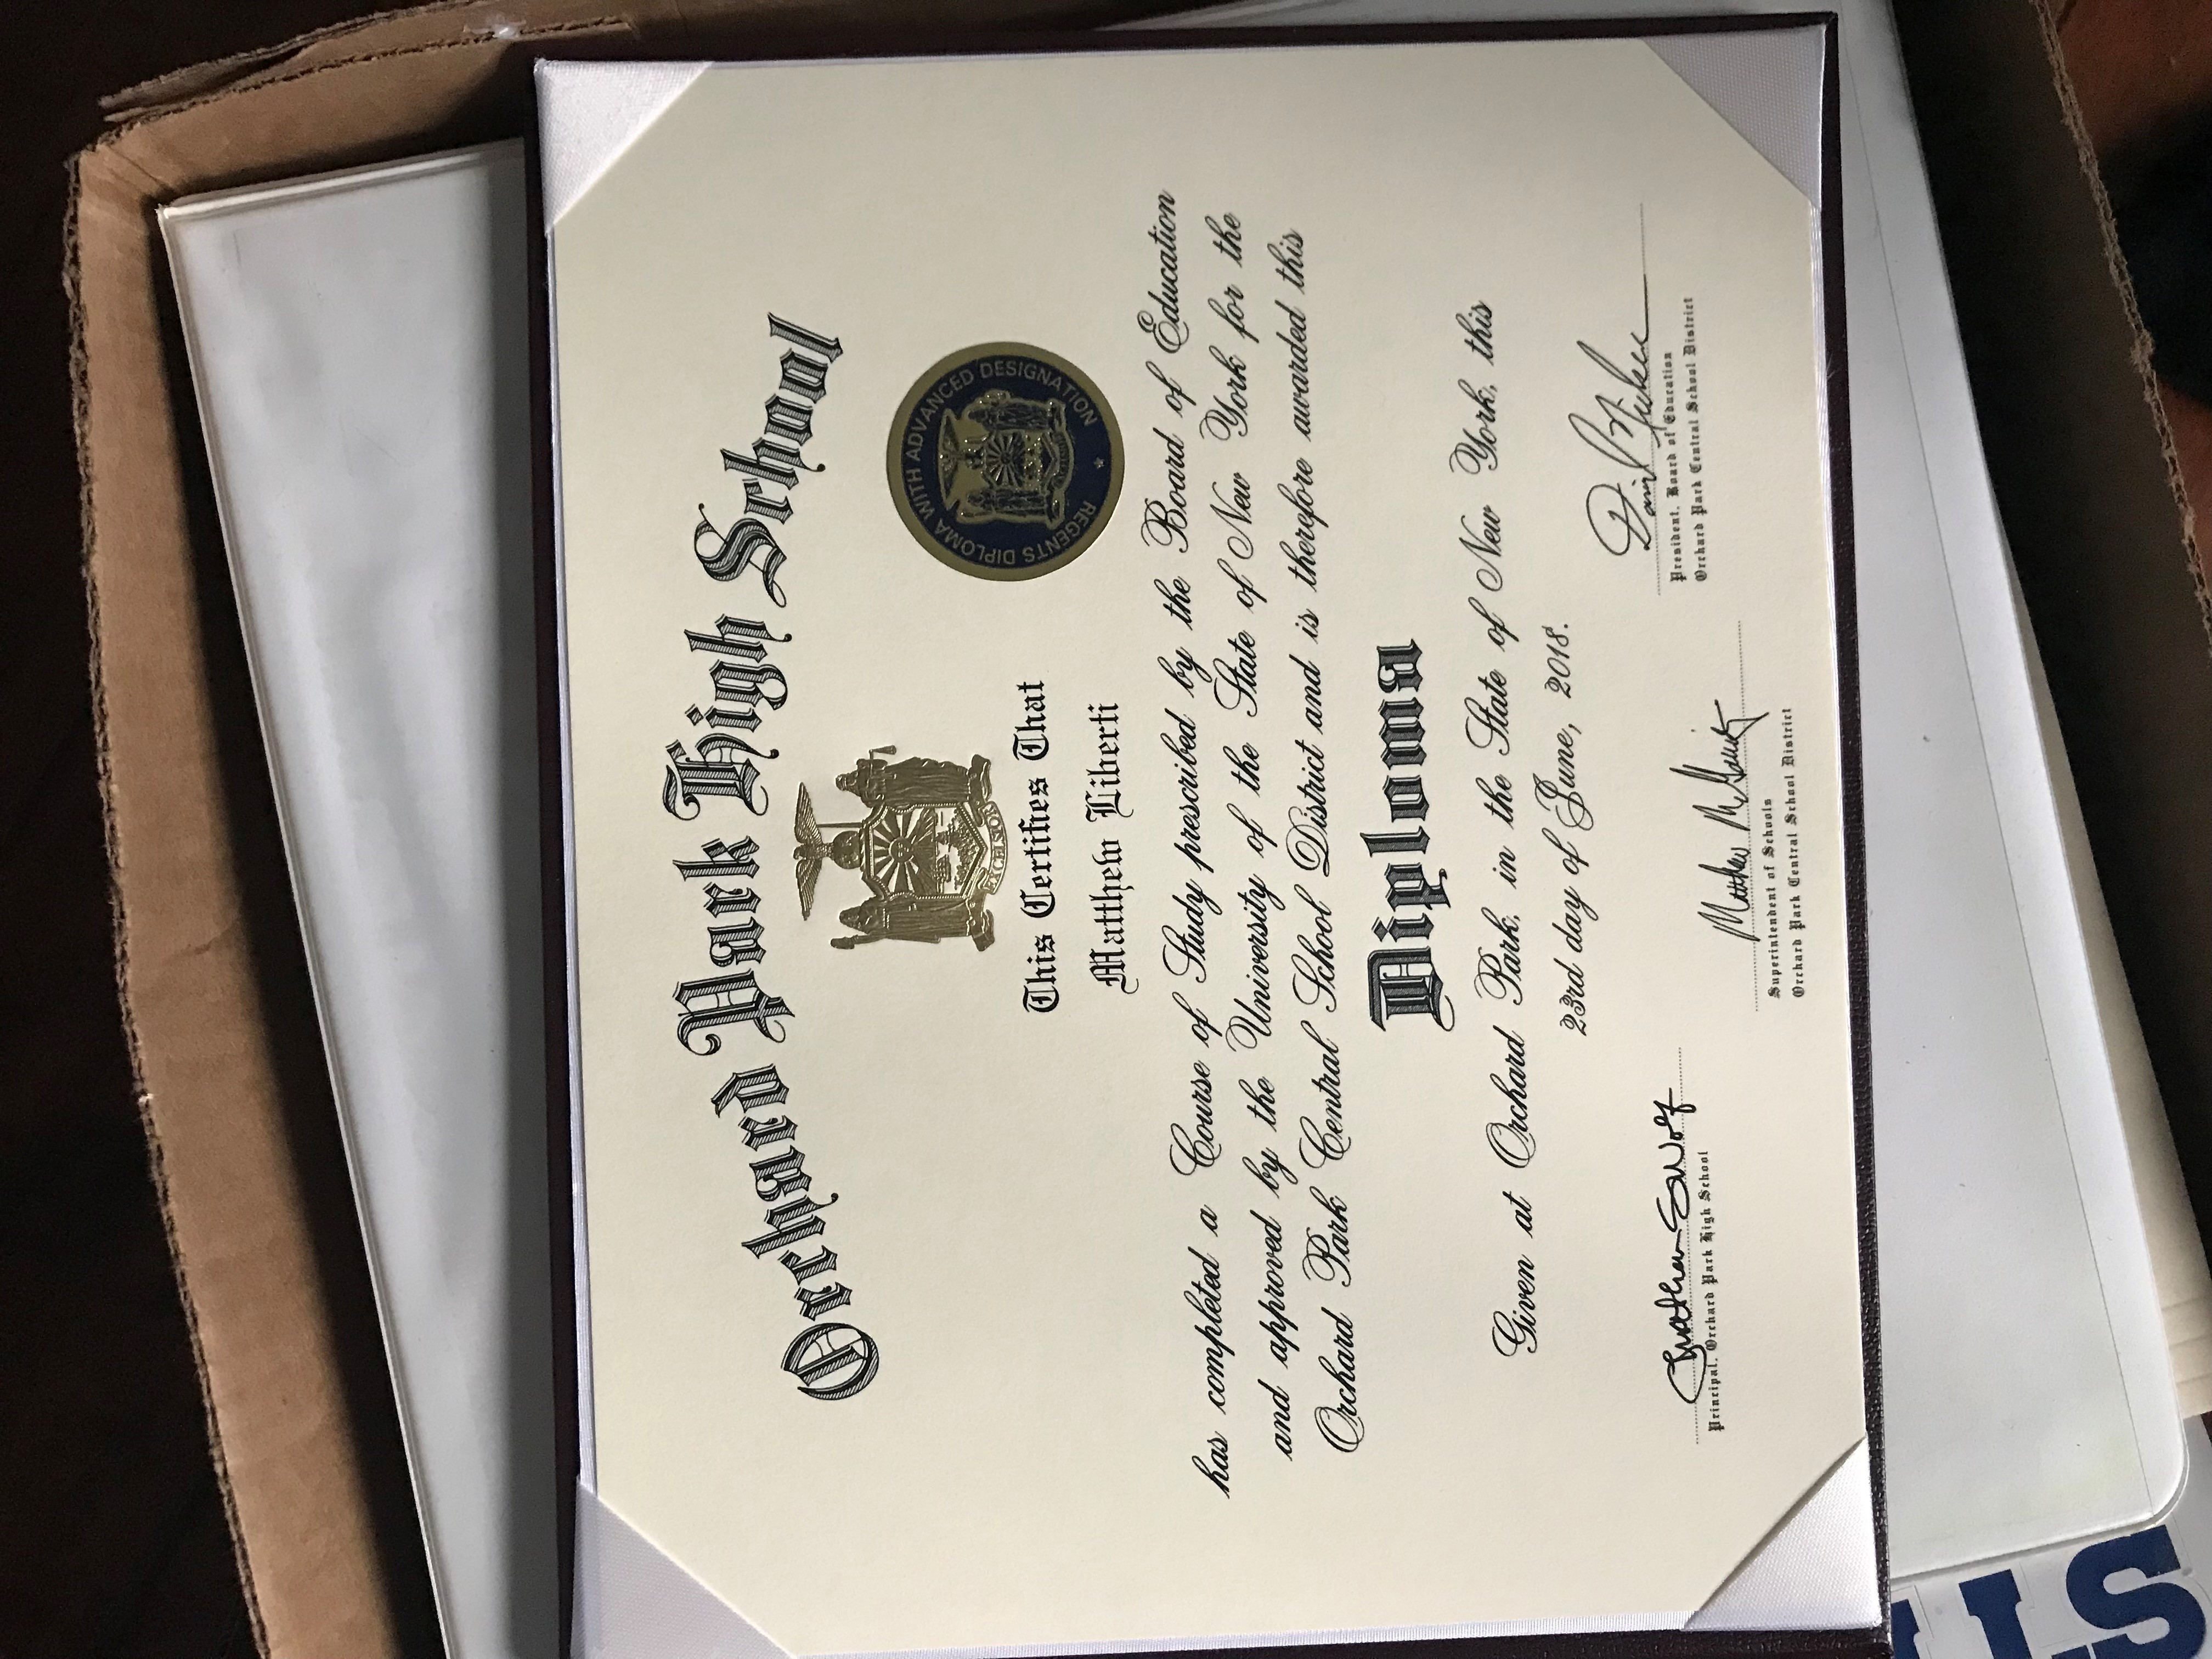 Orchard Park High School
REGENTS DIPLOMA WITH ADVANCED DESIGNATION
EXCELSIOR
This Certifies That
Matthew Liberti
has completed a Course of Study prescribed by the Board of Education
and approved by the University of the State of New York for the
Orchard Park Central School District and is therefore awarded this
Diploma
Given at Orchard Park, in the State of New York, this
23rd day of June, 2018.
Principal, Orchard Park High School
Matthew McGarrity
Superintendent of Schools
Orchard Park Central School District
President, Board of Education
Orchard Park Central School District
LLS